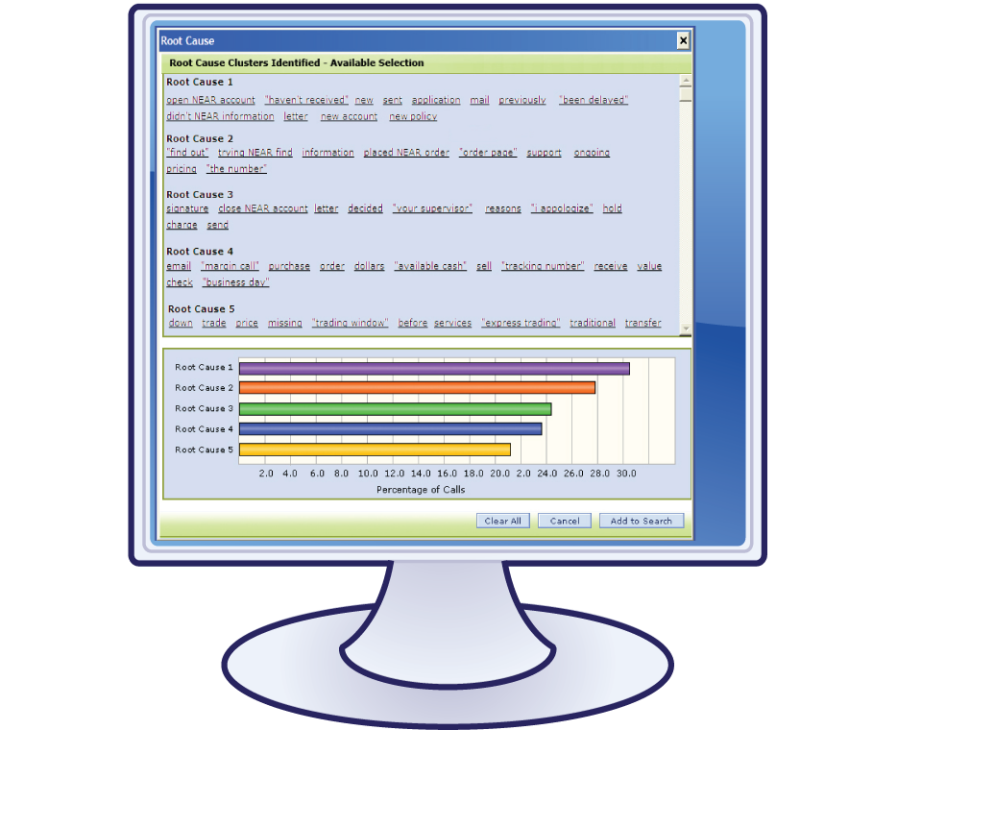 Root Cause
Root Cause Clusters Identified - Available Selection
Root Cause 1
open NEAR account "haven't received" new sent application mail previously "been delayed"
didn't NEAR information letter new account new policy
Root Cause 2
"find out" trying NEAR find information placed NEAR order "order page" support ongoing
pricing "the number"
Root Cause 3
signature close NEAR account letter decided "your supervisor" reasons "i appologize" hold
charge send
Root Cause 4
email "margin call" purchase order dollars "available cash" sell "tracking number" receive value
check "business day"
Root Cause 5
down trade price missing "trading window" before services "express trading" traditional transfer
Root Cause 1
Root Cause 2
Root Cause 3
Root Cause 4
Root Cause 5
2.0 4.0 6.0 8.0 10.0 12.0 14.0 16.0 18.0 20.0 2.0 24.0 26.0 28.0 30.0
Percentage of Calls
Clear All Cancel Add to Search